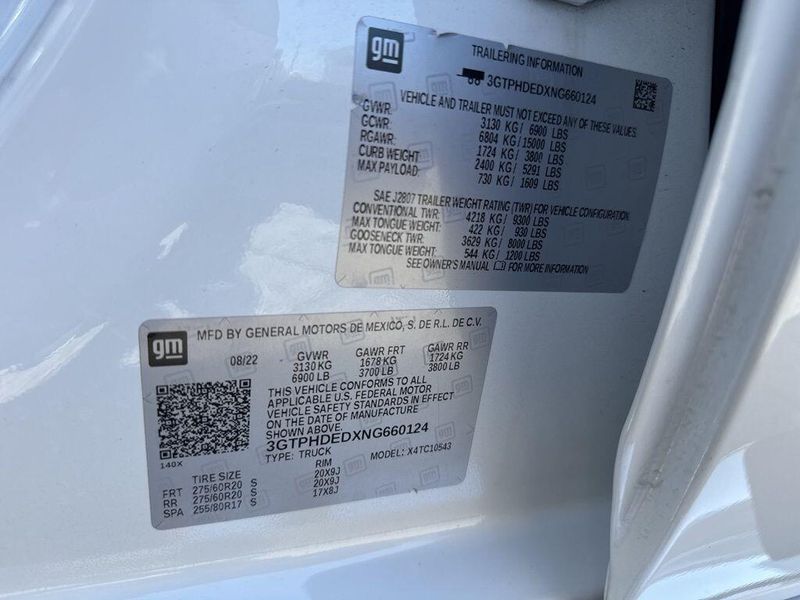 gm
TRAILERING INFORMATION
3GTPHDEDXNG660124
VEHICLE AND TRAILER MUST NOT EXCEED ANY OF THESE VALUES
GVWR: 3130 KG/ 6900 LBS
GCWR: 6804 KG/15000 LBS
RGAWR: 1724 KG/ 3800 LBS
CURB WEIGHT: 2400 KG/ 5291 LBS
MAX PAYLOAD: 730 KG/ 1609 LBS
SAE J2807 TRAILER WEIGHT RATING (TWR) FOR VEHICLE CONFIGURATION.
CONVENTIONAL TWR: 4218 KG/ 9300 LBS
MAX TONGUE WEIGHT: 422 KG/ 930 LBS
GOOSENECK TWR: 3629 KG/ 8000 LBS
MAX TONGUE WEIGHT: 544 KG/ 1200 LBS
SEE OWNER'S MANUAL FOR MORE INFORMATION
gm
MFD BY GENERAL MOTORS DE MEXICO, S. DE R.L. DE C.V.
08/22 GVWR GAWR FRT GAWR RR
3130 KG 1678 KG 1724 KG
6900 LB 3700 LB 3800 LB
THIS VEHICLE CONFORMS TO ALL
APPLICABLE U.S. FEDERAL MOTOR
VEHICLE SAFETY STANDARDS IN EFFECT
ON THE DATE OF MANUFACTURE
SHOWN ABOVE.
3GTPHDEDXNG660124
140X TYPE: TRUCK MODEL: X4TC10543
TIRE SIZE RIM
FRT 275/60R20 S 20X9J
RR 275/60R20 S 20X9J
SPA 255/80R17 S 17X8J